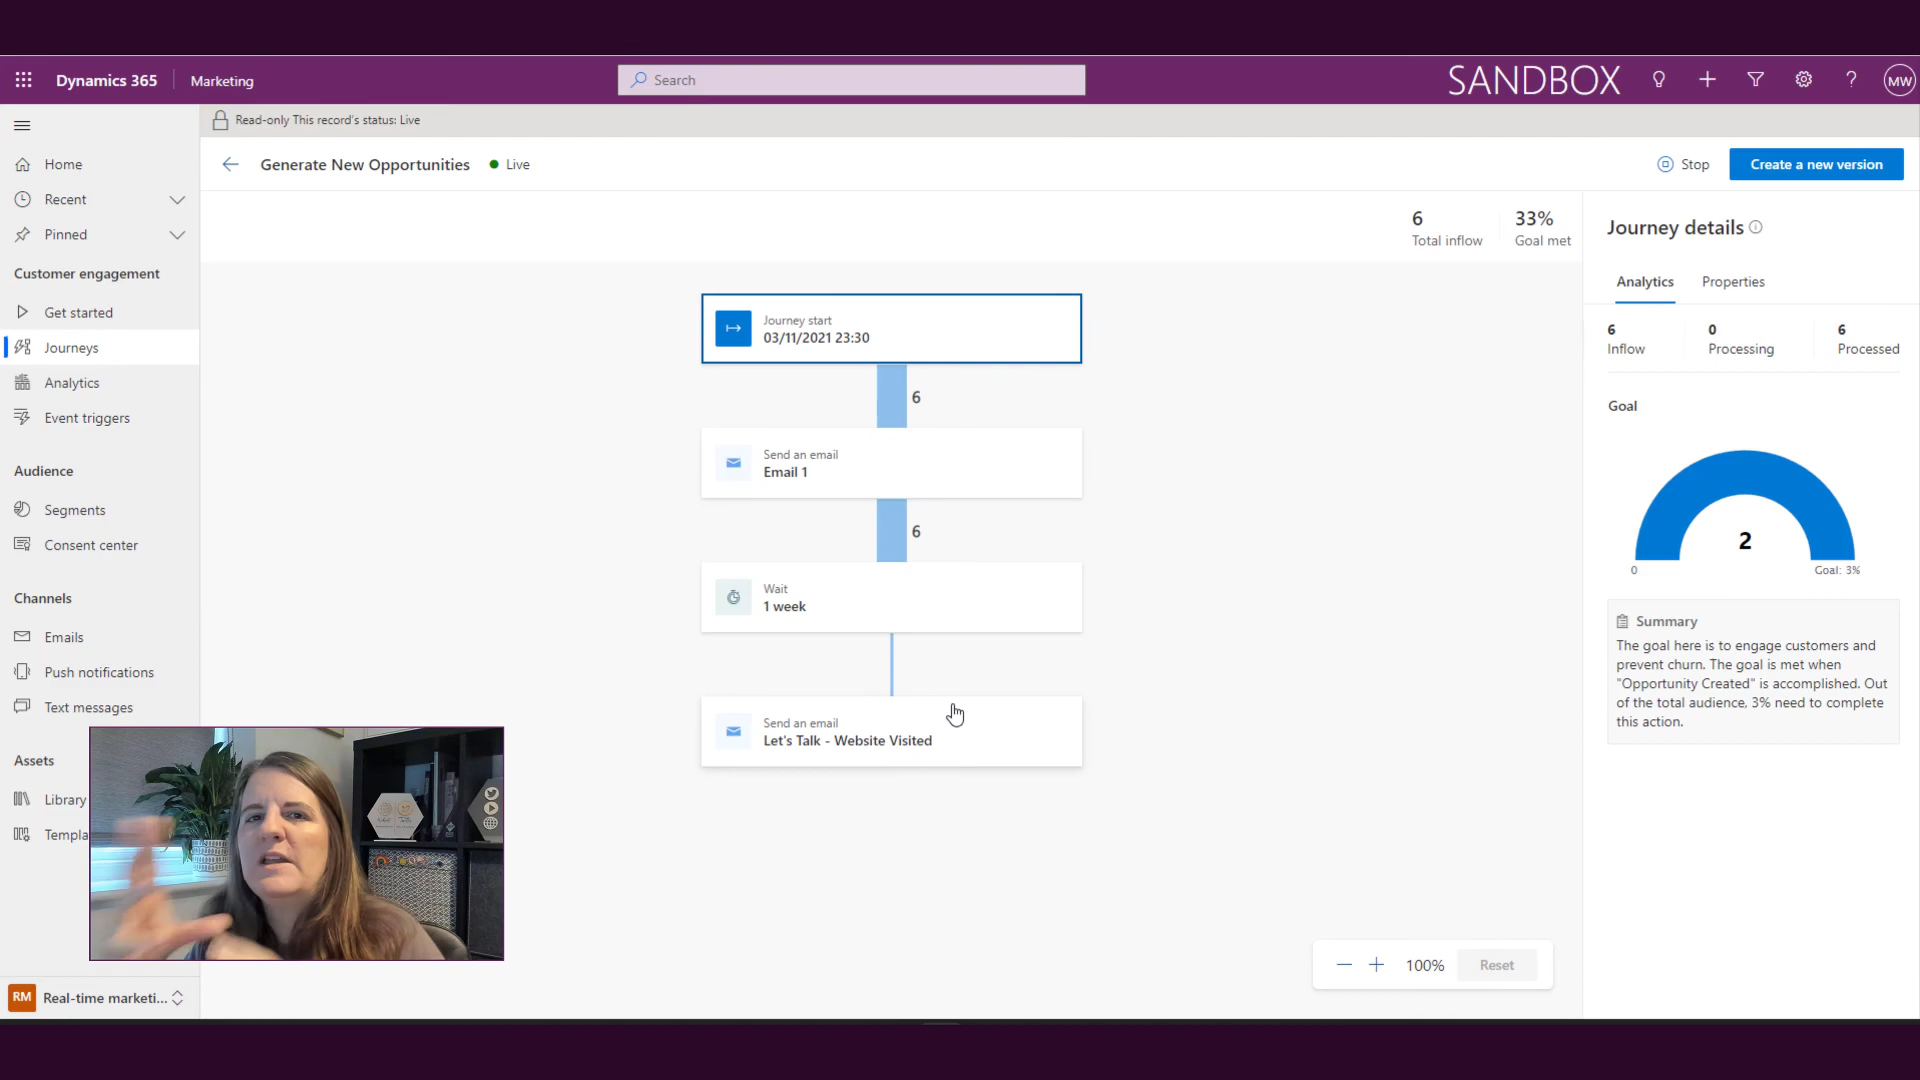 Dynamics 365
Marketing
Search
SANDBOX
MW
Read-only This record's status: Live
Generate New Opportunities
Live
Stop
Create a new version
Home
Recent
Pinned
Customer engagement
Get started
Journeys
Analytics
Event triggers
Audience
Segments
Consent center
Channels
Emails
Push notifications
Text messages
Assets
Library
Templa
RM
Real-time marketi...
6
Total inflow
33%
Goal met
Journey start
03/11/2021 23:30
6
Send an email
Email 1
6
Wait
1 week
Send an email
Let's Talk - Website Visited
100%
Reset
Journey details
Analytics
Properties
6
Inflow
0
Processing
6
Processed
Goal
2
0
Goal: 3%
Summary
The goal here is to engage customers and
prevent churn. The goal is met when
"Opportunity Created" is accomplished. Out
of the total audience, 3% need to complete
this action.